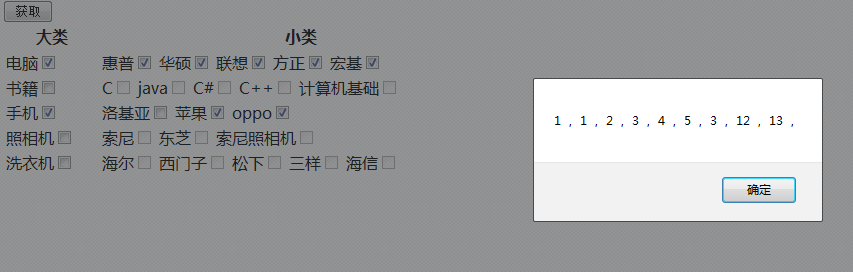 获取
大类 小类
电脑 惠普 华硕 联想 方正 宏基
书籍 C java C# C++ 计算机基础
手机 洛基亚 苹果 oppo
照相机 索尼 东芝 索尼照相机
洗衣机 海尔 西门子 松下 三样 海信
1 , 1 , 2 , 3 , 4 , 5 , 3 , 12 , 13 ,
确定